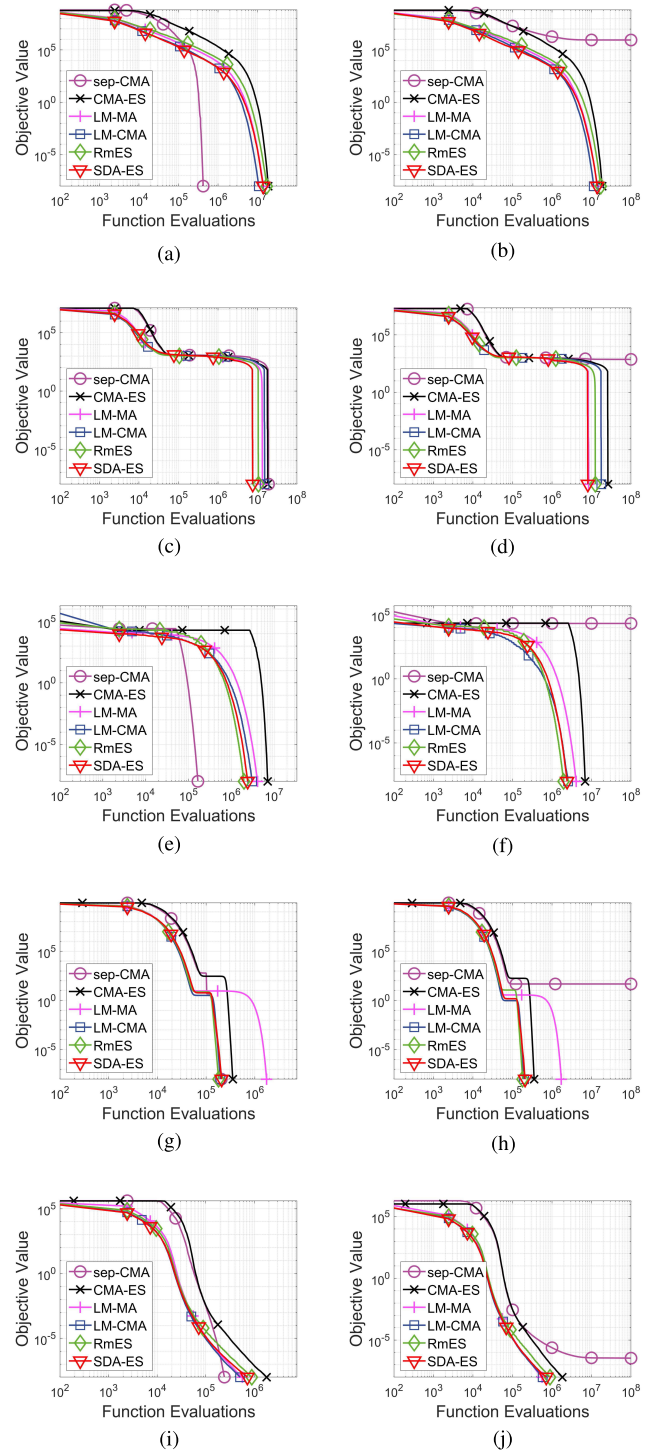 Objective Value
10^5
10^0
10^-5
sep-CMA
CMA-ES
LM-MA
LM-CMA
RmES
SDA-ES
10^2 10^3 10^4 10^5 10^6 10^7
Function Evaluations
(a)
Objective Value
10^5
10^0
10^-5
sep-CMA
CMA-ES
LM-MA
LM-CMA
RmES
SDA-ES
10^2 10^3 10^4 10^5 10^6 10^7 10^8
Function Evaluations
(b)
Objective Value
10^5
10^0
10^-5
sep-CMA
CMA-ES
LM-MA
LM-CMA
RmES
SDA-ES
10^2 10^3 10^4 10^5 10^6 10^7 10^8
Function Evaluations
(c)
Objective Value
10^5
10^0
10^-5
sep-CMA
CMA-ES
LM-MA
LM-CMA
RmES
SDA-ES
10^2 10^3 10^4 10^5 10^6 10^7 10^8
Function Evaluations
(d)
Objective Value
10^5
10^0
10^-5
sep-CMA
CMA-ES
LM-MA
LM-CMA
RmES
SDA-ES
10^2 10^3 10^4 10^5 10^6 10^7
Function Evaluations
(e)
Objective Value
10^5
10^0
10^-5
sep-CMA
CMA-ES
LM-MA
LM-CMA
RmES
SDA-ES
10^2 10^3 10^4 10^5 10^6 10^7 10^8
Function Evaluations
(f)
Objective Value
10^5
10^0
10^-5
sep-CMA
CMA-ES
LM-MA
LM-CMA
RmES
SDA-ES
10^2 10^3 10^4 10^5 10^6
Function Evaluations
(g)
Objective Value
10^5
10^0
10^-5
sep-CMA
CMA-ES
LM-MA
LM-CMA
RmES
SDA-ES
10^2 10^3 10^4 10^5 10^6 10^7 10^8
Function Evaluations
(h)
Objective Value
10^5
10^0
10^-5
sep-CMA
CMA-ES
LM-MA
LM-CMA
RmES
SDA-ES
10^2 10^3 10^4 10^5 10^6
Function Evaluations
(i)
Objective Value
10^5
10^0
10^-5
sep-CMA
CMA-ES
LM-MA
LM-CMA
RmES
SDA-ES
10^2 10^3 10^4 10^5 10^6 10^7 10^8
Function Evaluations
(j)